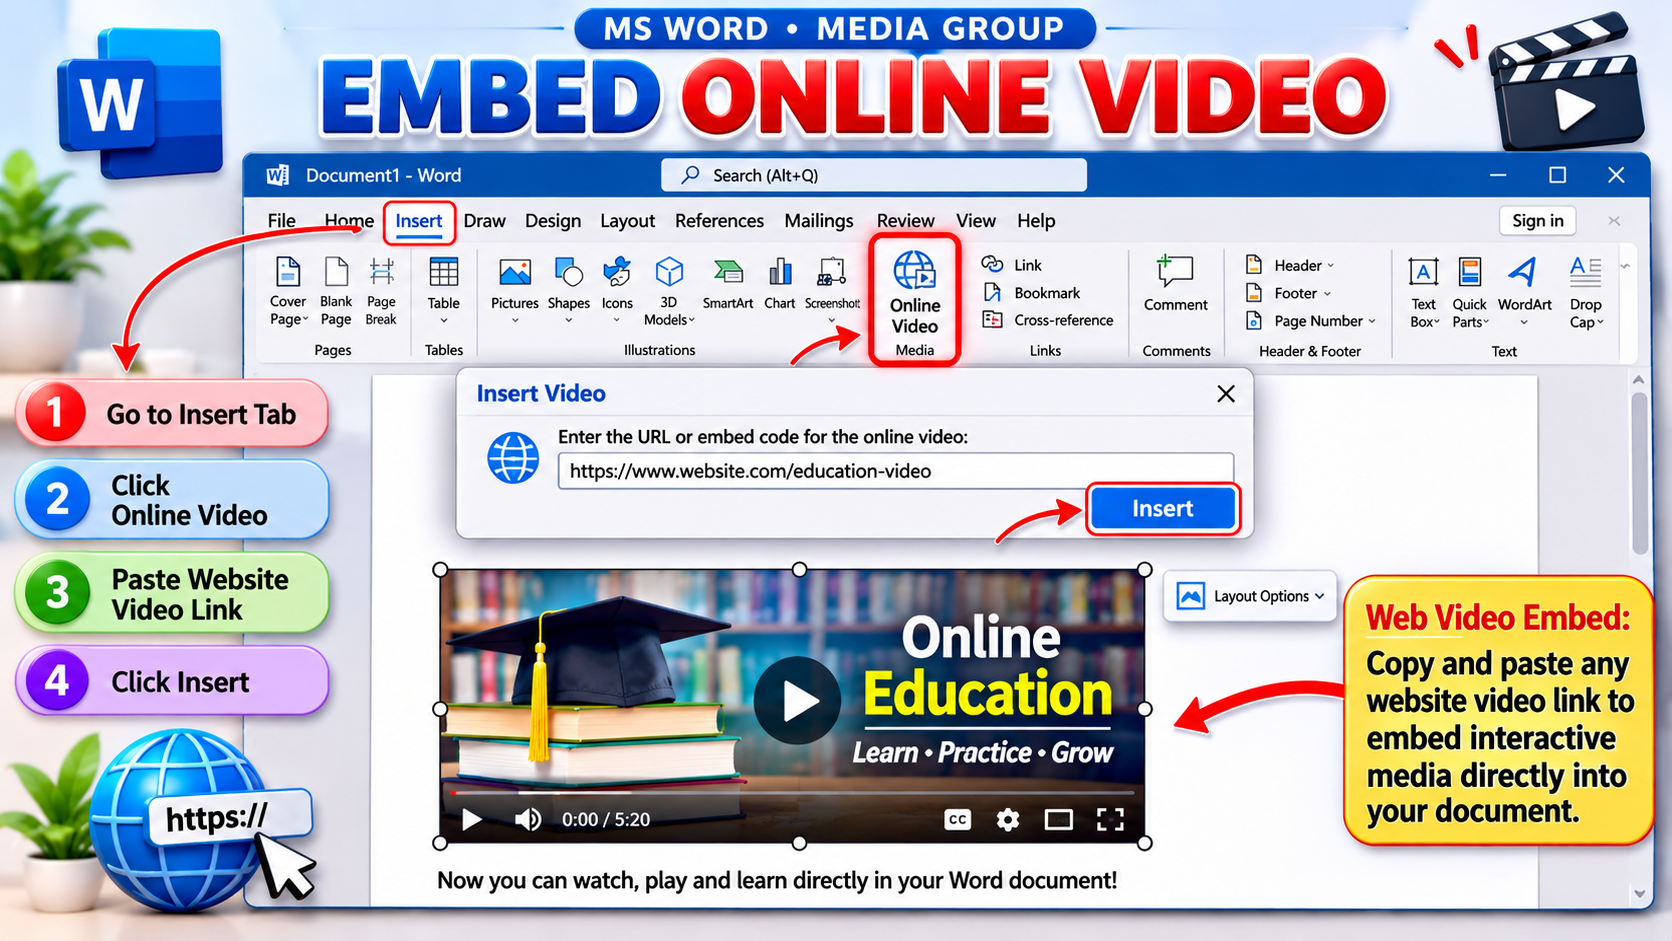 MS WORD • MEDIA GROUP
EMBED ONLINE VIDEO
W
W
Document1 - Word
Search (Alt+Q)
File Home Insert Draw Design Layout References Mailings Review View Help
Sign in
Cover Page
Blank Page
Page Break
Pages
Table
Tables
Pictures
Shapes
Icons
3D Models
SmartArt
Chart
Screenshot
Illustrations
Online Video
Media
Link
Bookmark
Cross-reference
Links
Comment
Comments
Header
Footer
Page Number
Header & Footer
A
Text Box
Quick Parts
A
WordArt
A
Drop Cap
Text
1 Go to Insert Tab
2 Click
Online Video
3 Paste Website
Video Link
4 Click Insert
https://
Insert Video
Enter the URL or embed code for the online video:
https://www.website.com/education-video
Insert
Layout Options
Online
Education
Learn • Practice • Grow
0:00 / 5:20
CC
Now you can watch, play and learn directly in your Word document!
Web Video Embed:
Copy and paste any
website video link to
embed interactive
media directly into
your document.